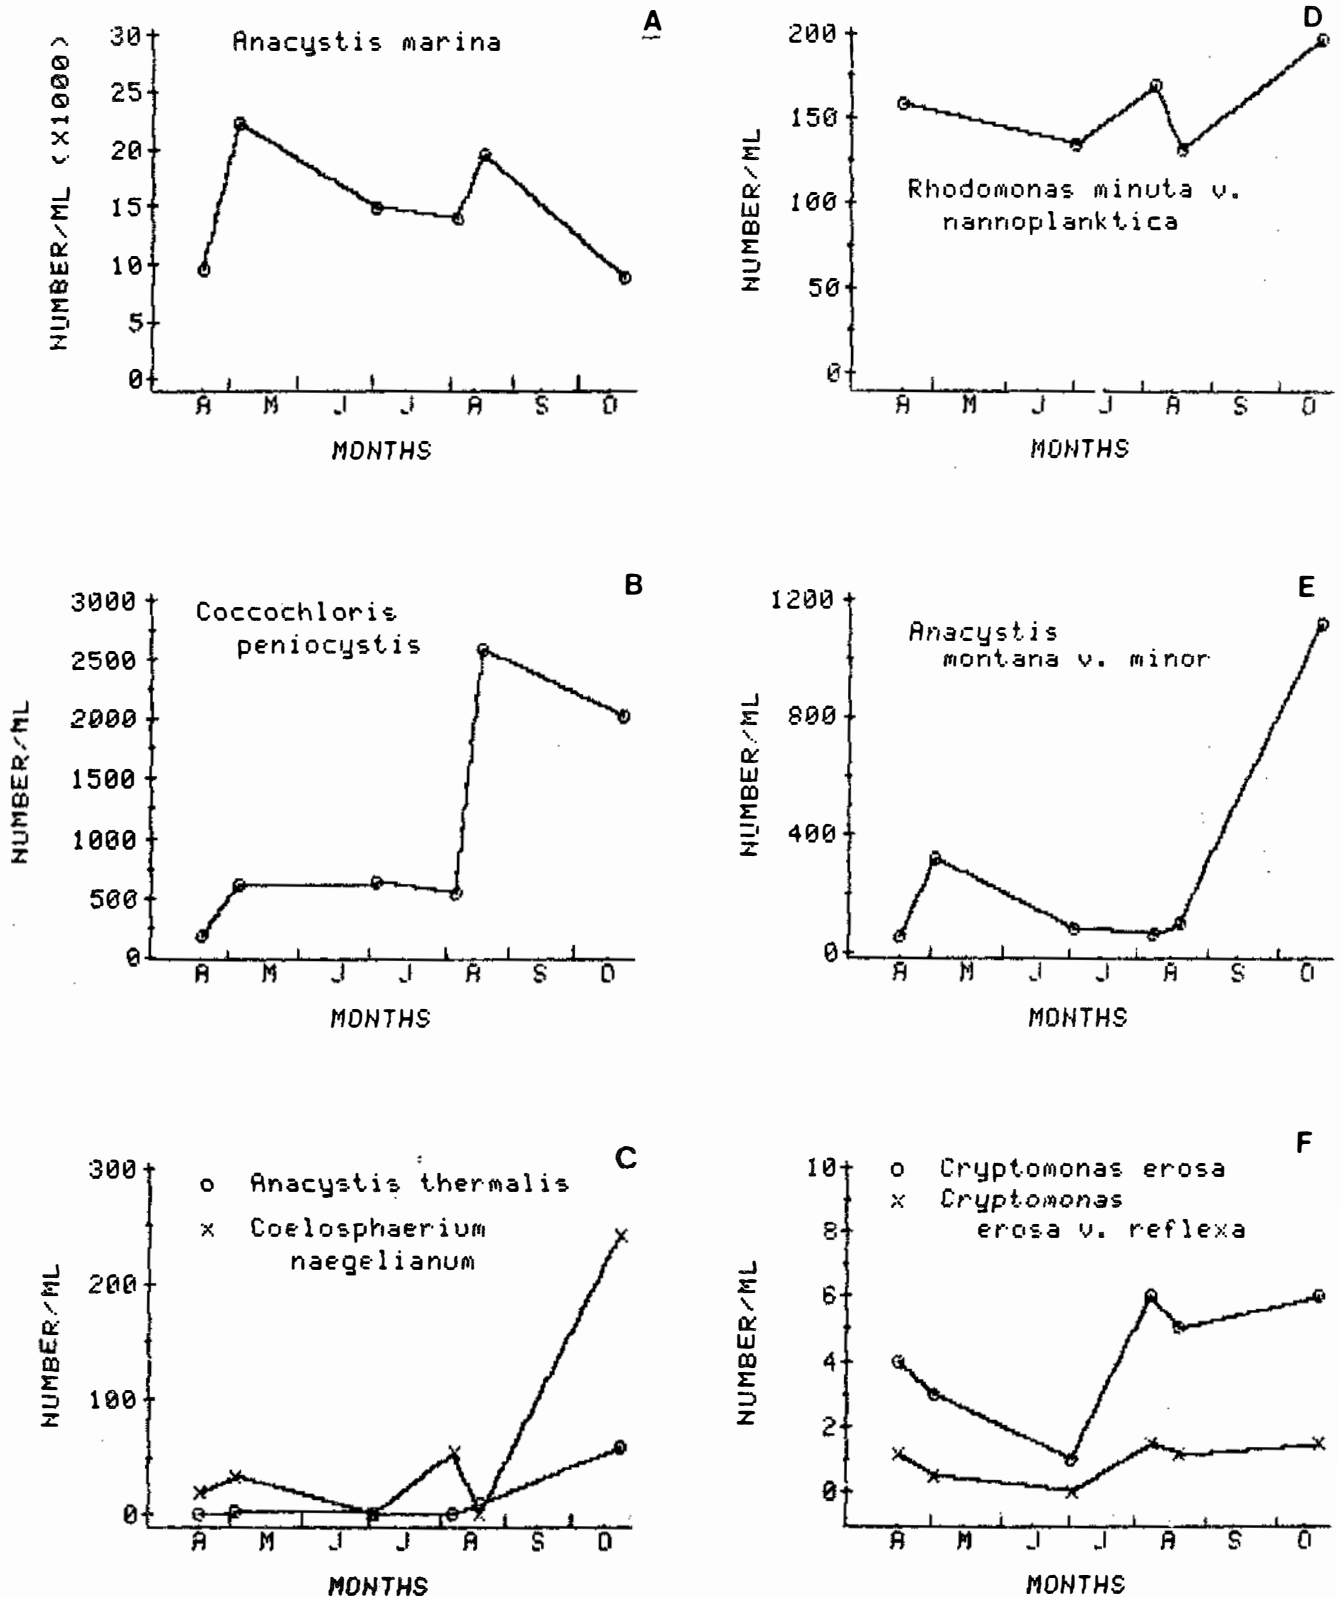 A
Anacystis marina
NUMBER/ML (X1000)
30
25
20
15
10
5
0
A M J J A S O
MONTHS
D
Rhodomonas minuta v.
nannoplanktica
NUMBER/ML
200
150
100
50
0
A M J J A S O
MONTHS
B
Coccochloris
peniocystis
NUMBER/ML
3000
2500
2000
1500
1000
500
0
A M J J A S O
MONTHS
E
Anacystis
montana v. minor
NUMBER/ML
1200
800
400
0
A M J J A S O
MONTHS
C
o Anacystis thermalis
x Coelosphaerium
naegelianum
NUMBER/ML
300
200
100
0
A M J J A S O
MONTHS
F
o Cryptomonas erosa
x Cryptomonas
erosa v. reflexa
NUMBER/ML
10
8
6
4
2
0
A M J J A S O
MONTHS